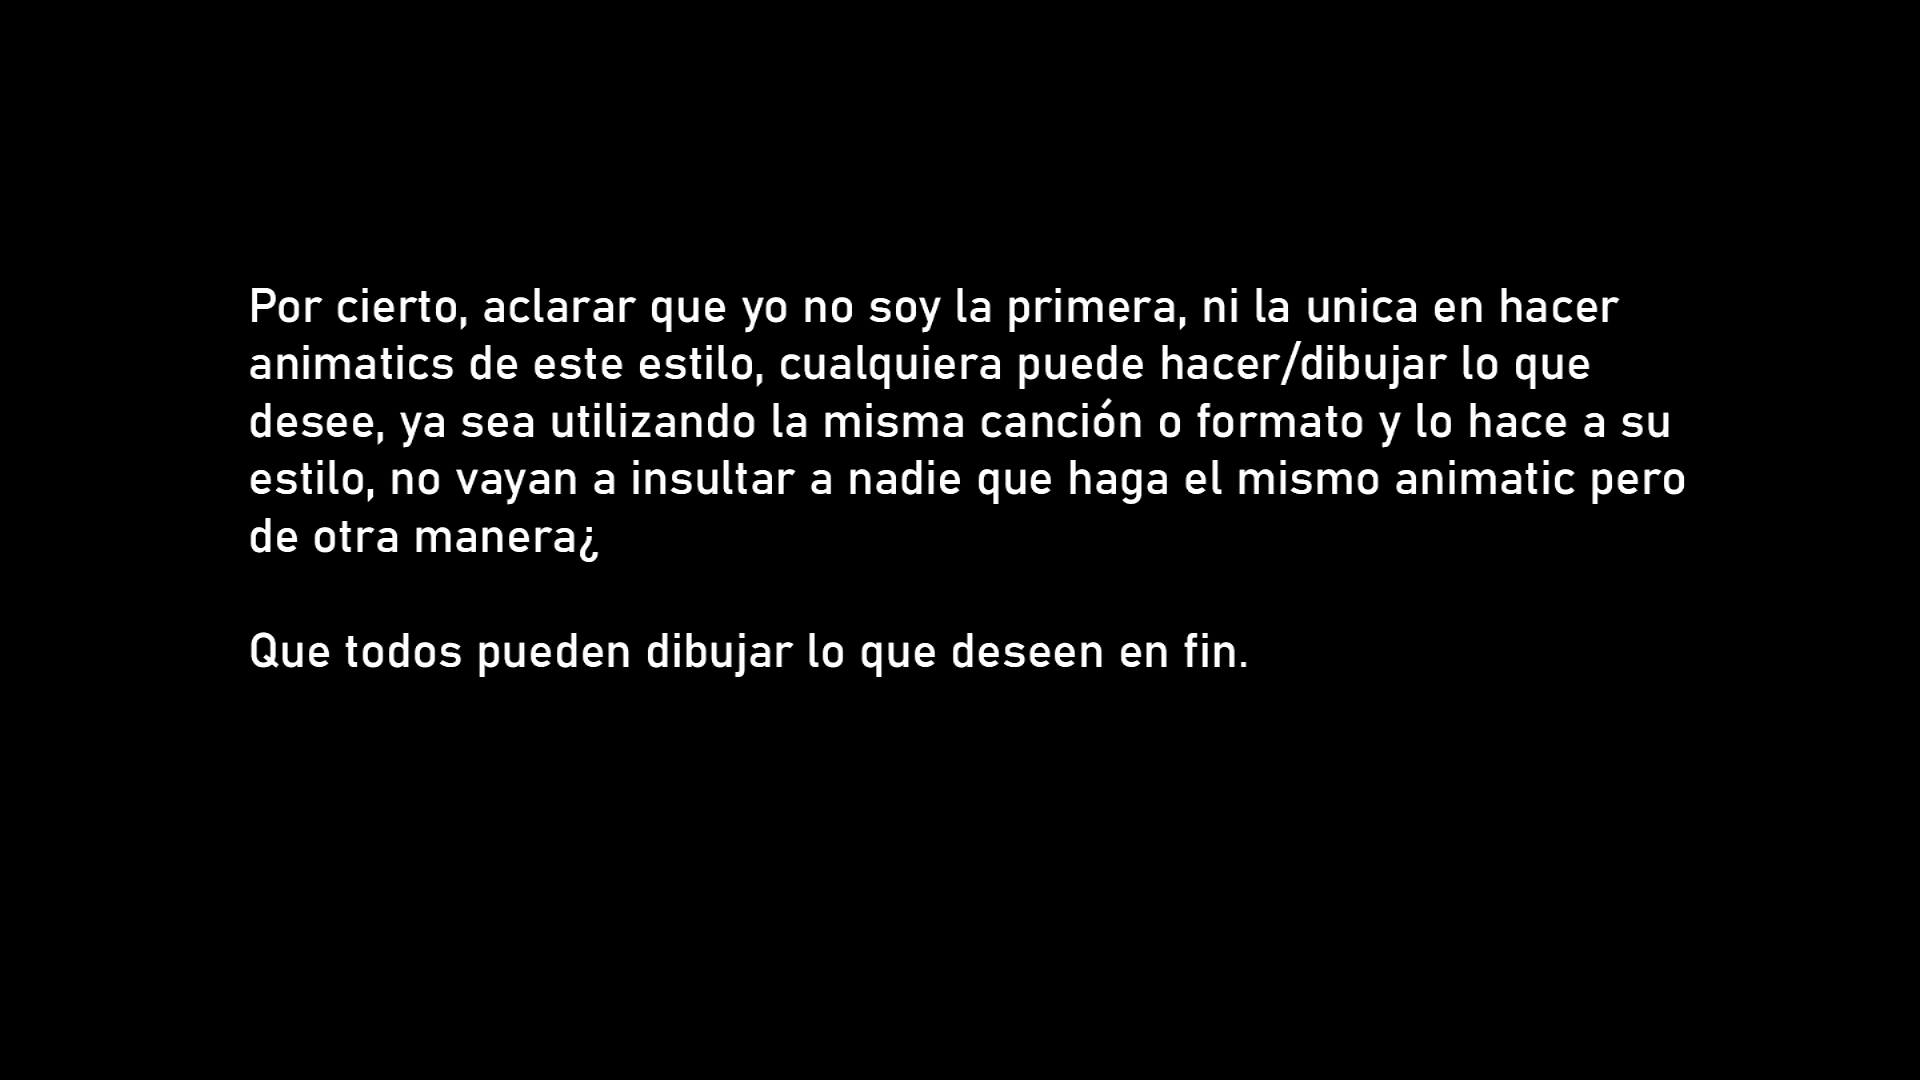 Por cierto, aclarar que yo no soy la primera, ni la unica en hacer
animatics de este estilo, cualquiera puede hacer/dibujar lo que
desee, ya sea utilizando la misma canción o formato y lo hace a su
estilo, no vayan a insultar a nadie que haga el mismo animatic pero
de otra manera¿
Que todos pueden dibujar lo que deseen en fin.